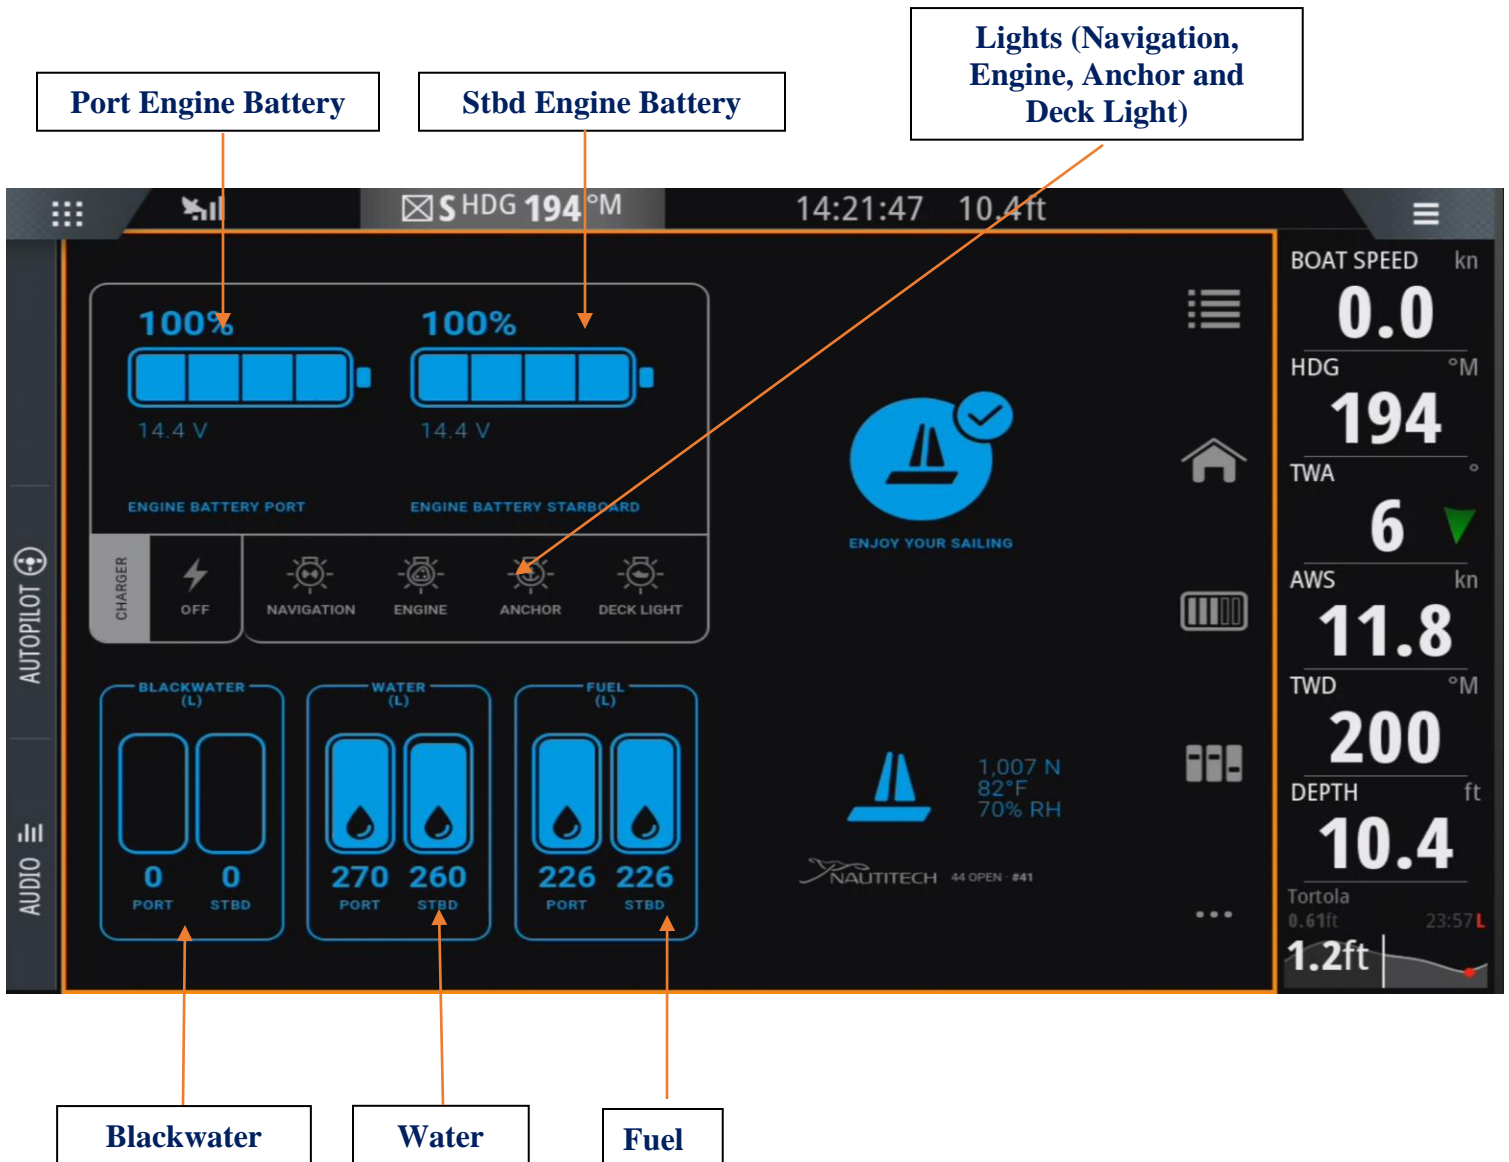 Lights (Navigation,
Engine, Anchor and
Deck Light)
Port Engine Battery
Stbd Engine Battery
S HDG 194 °M
14:21:47 10.4ft
100%
14.4 V
ENGINE BATTERY PORT
100%
14.4 V
ENGINE BATTERY STARBOARD
CHARGER
OFF
NAVIGATION
ENGINE
ANCHOR
DECK LIGHT
BLACKWATER
(L)
0 0
PORT STBD
WATER
(L)
270 260
PORT STBD
FUEL
(L)
226 226
PORT STBD
ENJOY YOUR SAILING
1,007 N
82°F
70% RH
NAUTITECH 44 OPEN · #41
AUTOPILOT
AUDIO
BOAT SPEED kn
0.0
HDG °M
194
TWA °
6
AWS kn
11.8
TWD °M
200
DEPTH ft
10.4
Tortola
0.61ft 23:57 L
1.2ft
Blackwater
Water
Fuel